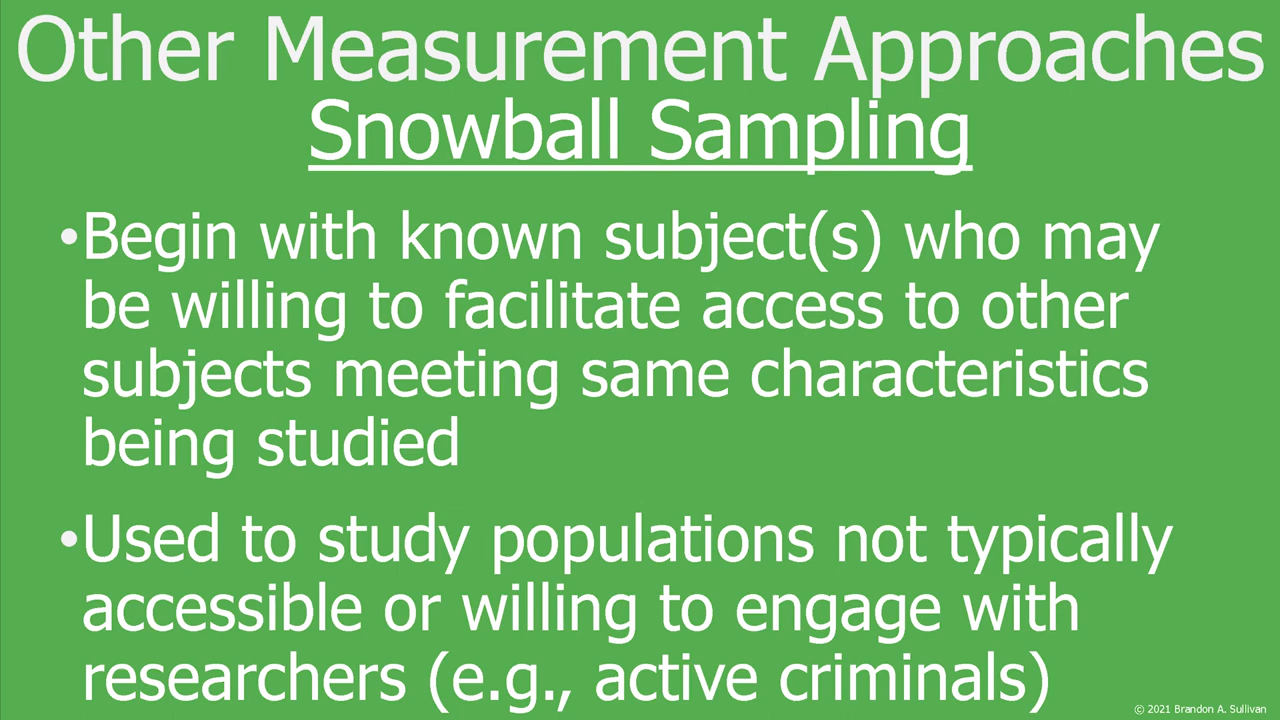 Other Measurement Approaches
Snowball Sampling
•Begin with known subject(s) who may
be willing to facilitate access to other
subjects meeting same characteristics
being studied
•Used to study populations not typically
accessible or willing to engage with
researchers (e.g., active criminals)
© 2021 Brandon A. Sullivan